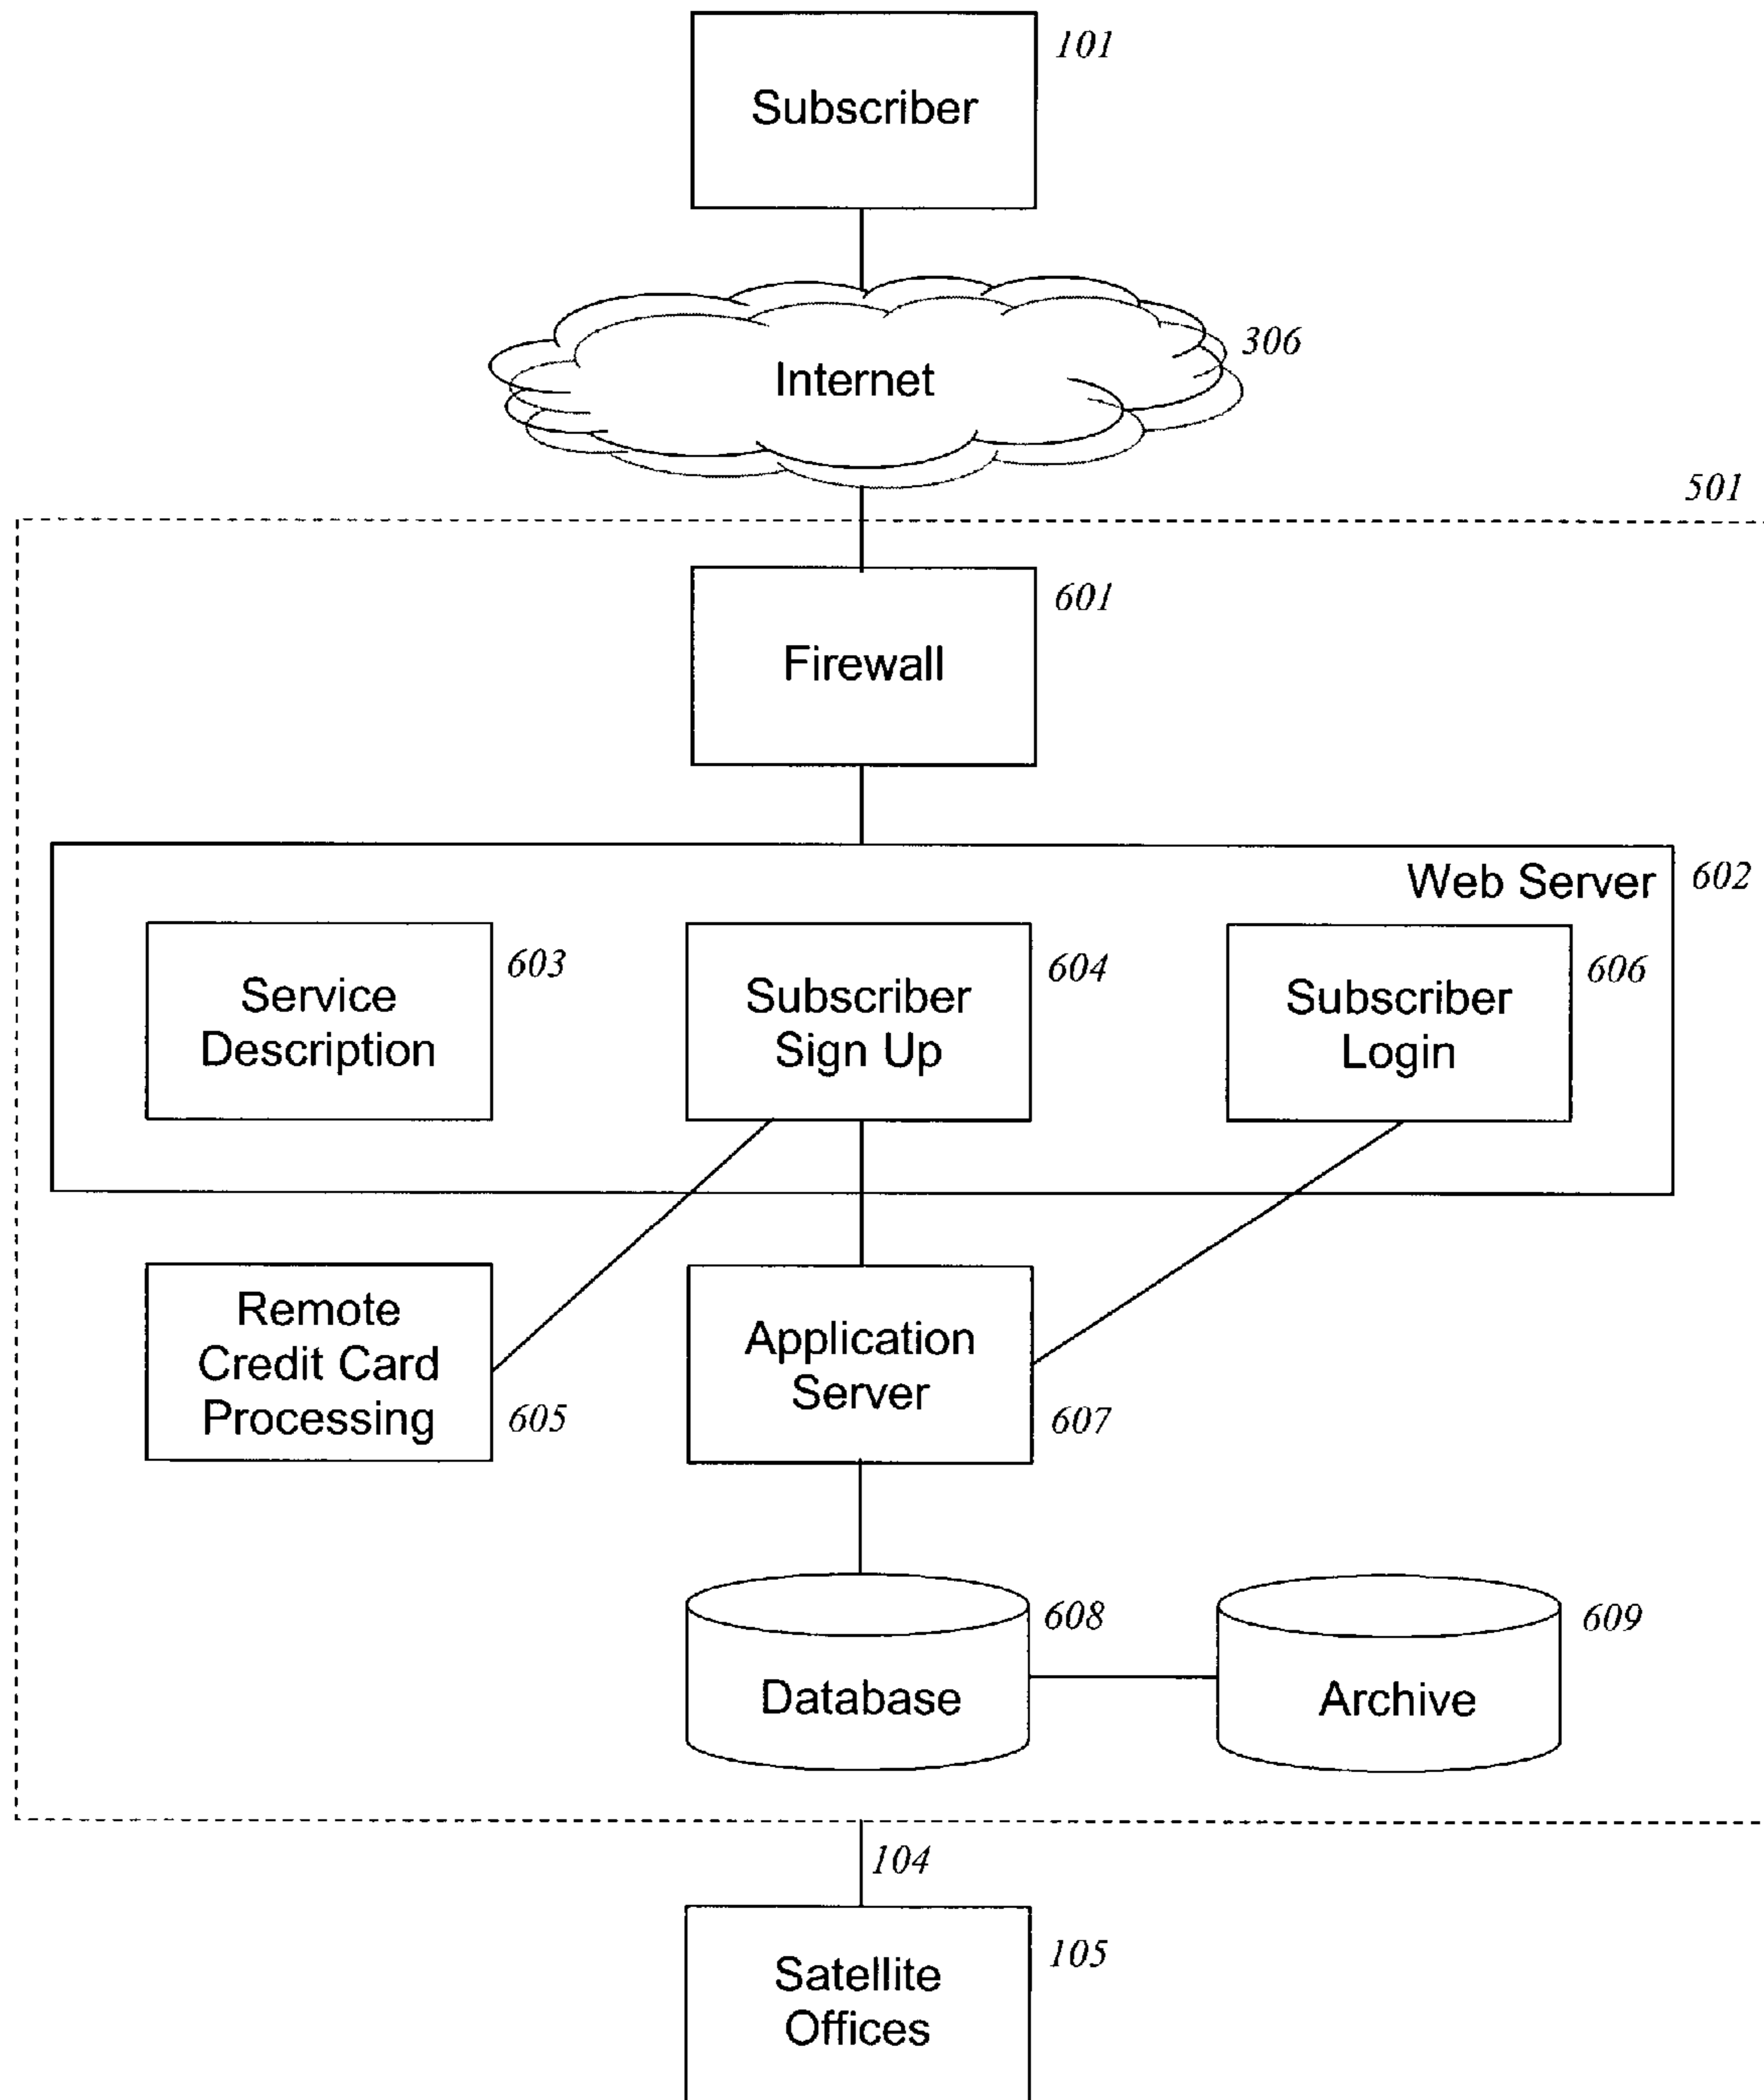 101
Subscriber
306
Internet
501
601
Firewall
Web Server 602
603
Service
Description
604
Subscriber
Sign Up
606
Subscriber
Login
Remote
Credit Card
Processing 605
Application
Server
607
608
Database
609
Archive
104
105
Satellite
Offices